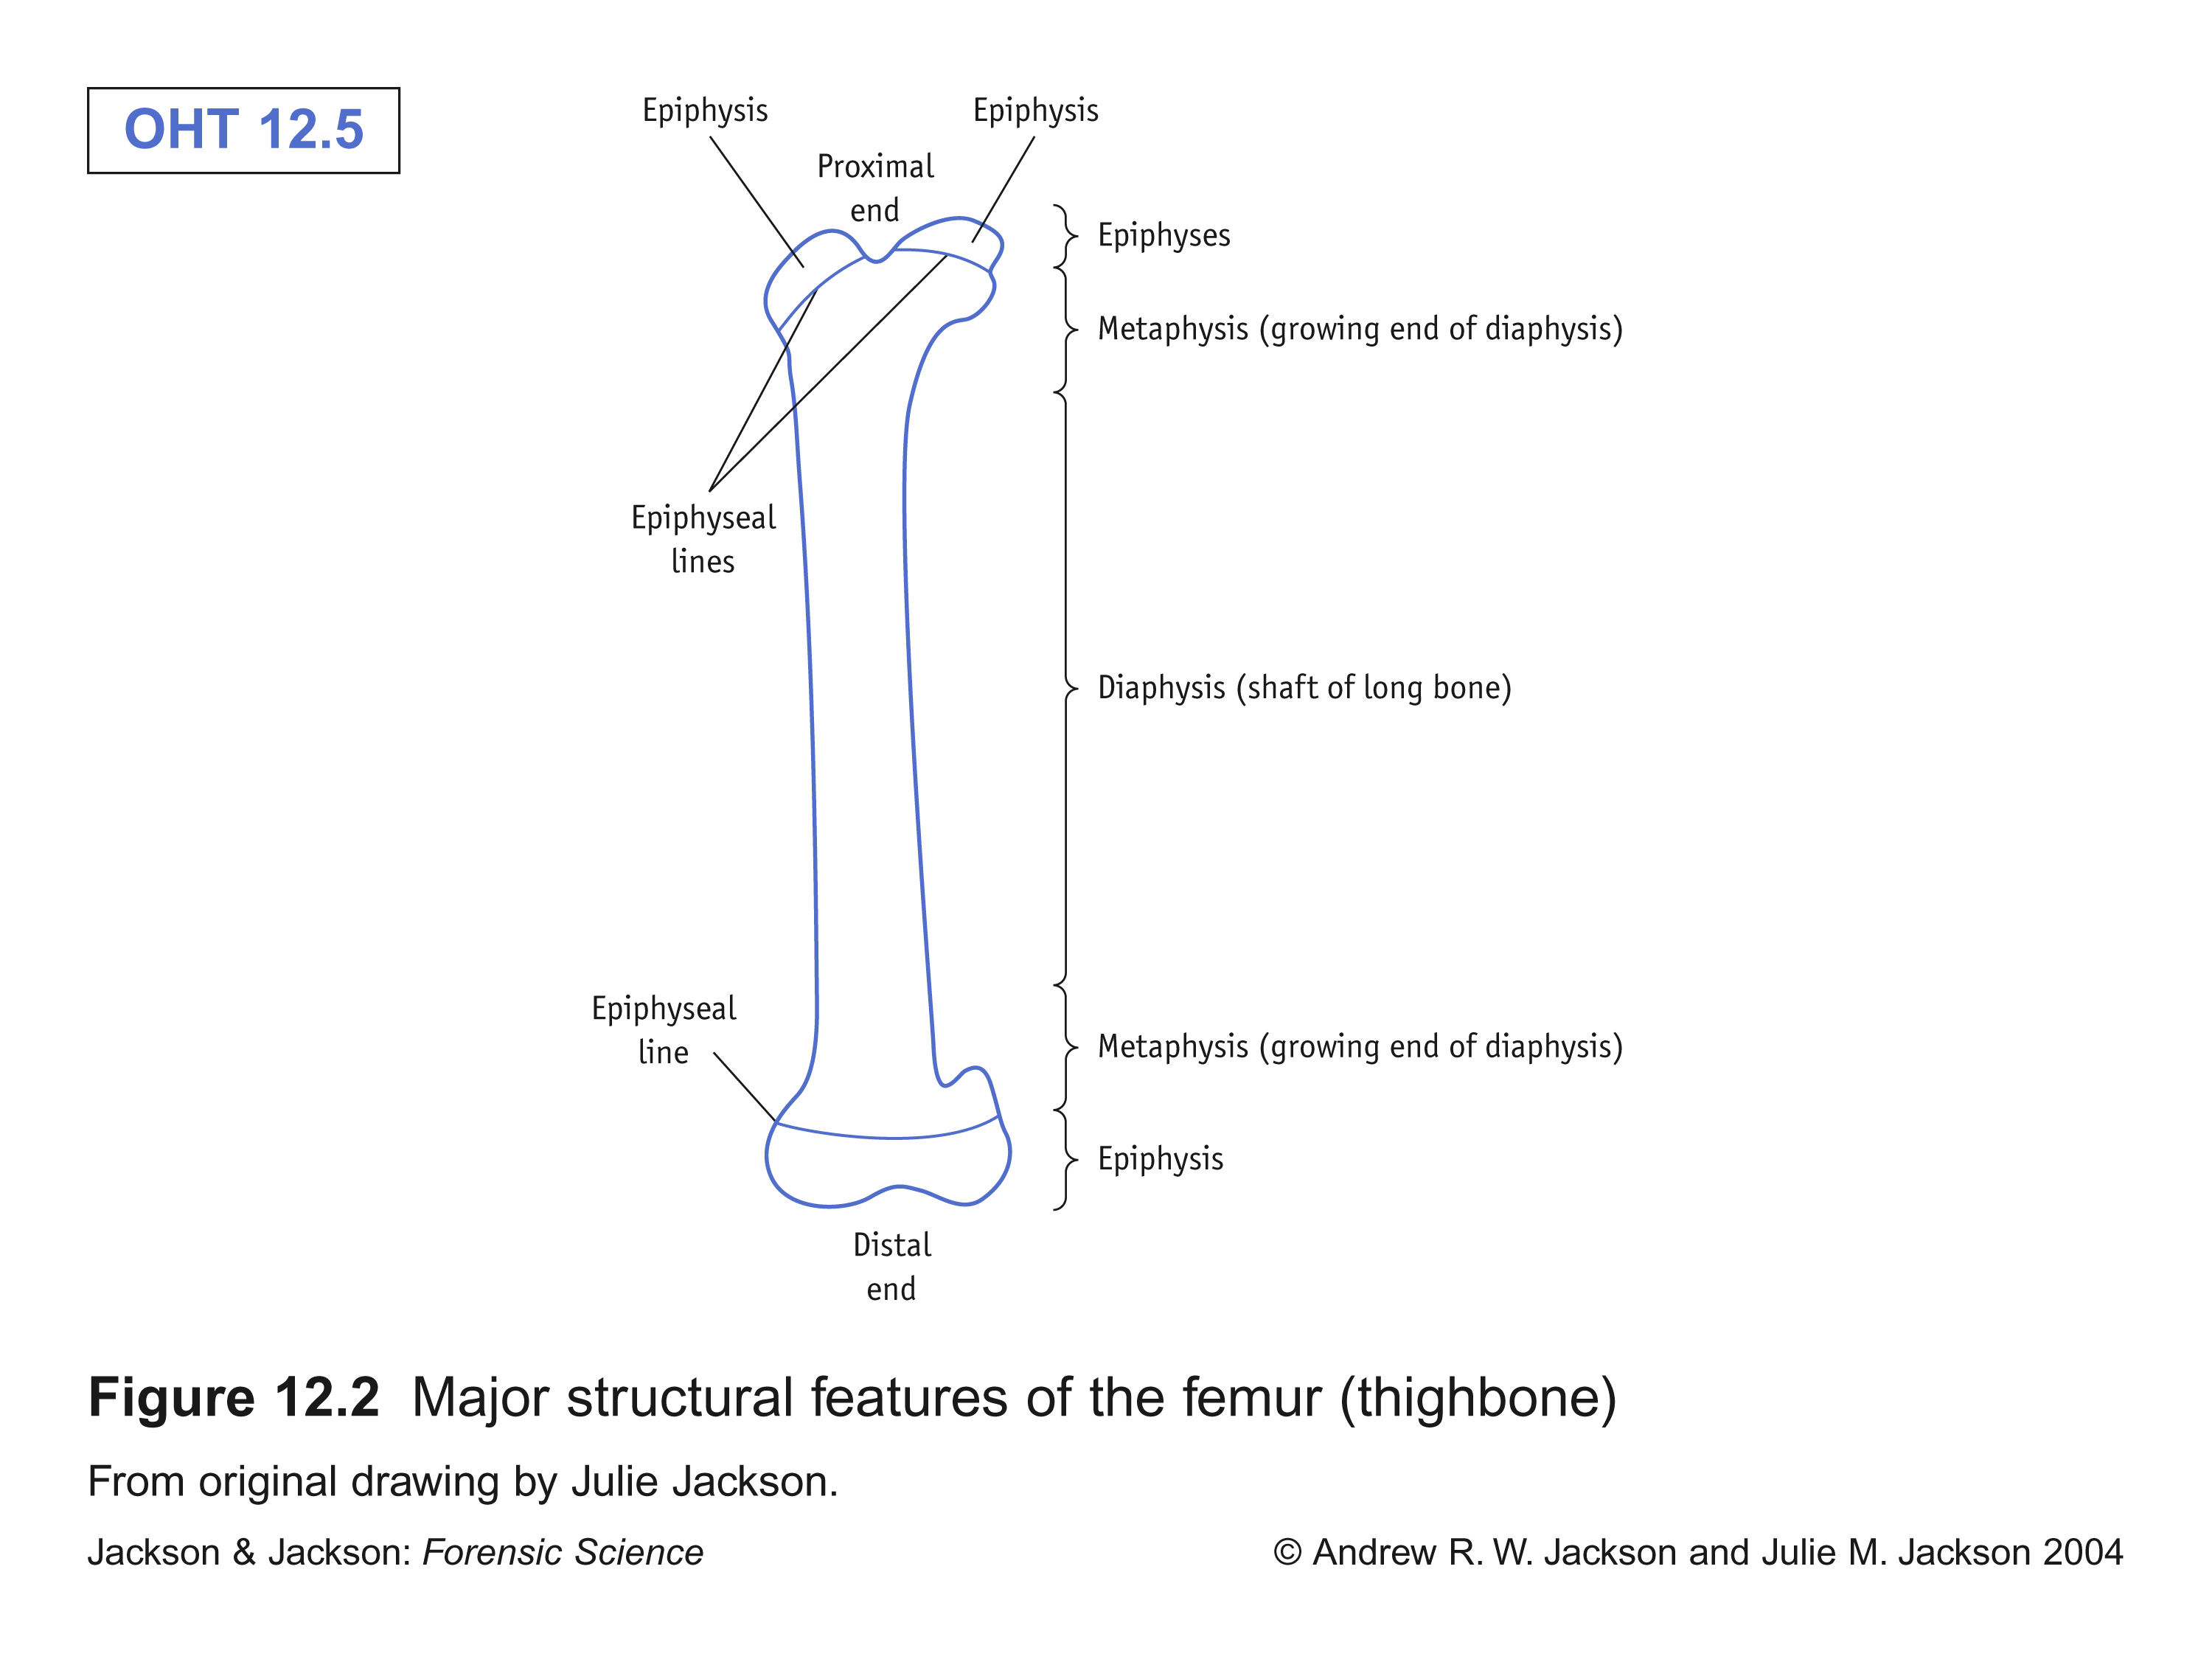 OHT 12.5
Epiphysis
Epiphysis
Proximal
end
Epiphyses
Metaphysis (growing end of diaphysis)
Epiphyseal
lines
Diaphysis (shaft of long bone)
Epiphyseal
line
Metaphysis (growing end of diaphysis)
Epiphysis
Distal
end
Figure 12.2 Major structural features of the femur (thighbone)
From original drawing by Julie Jackson.
Jackson & Jackson: Forensic Science
© Andrew R. W. Jackson and Julie M. Jackson 2004